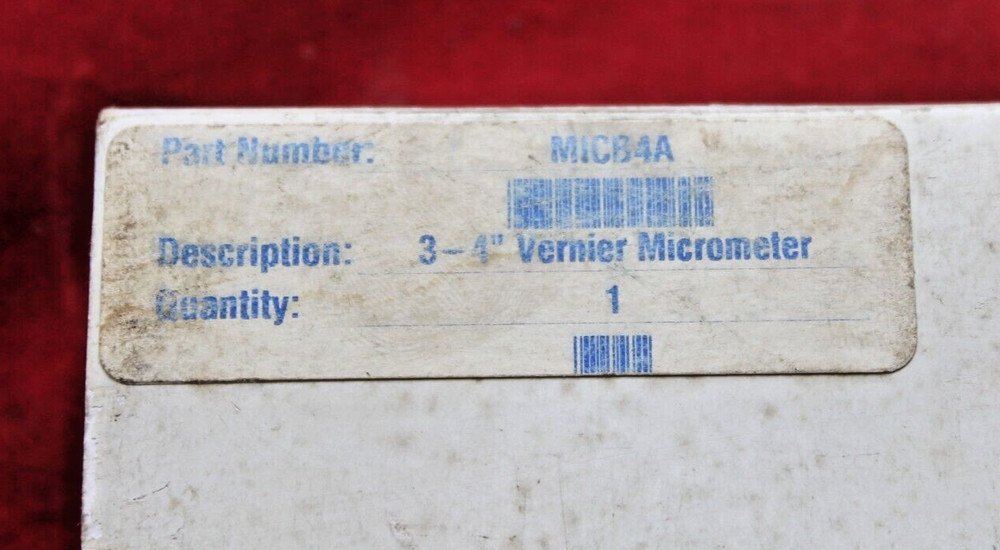 Part Number: MICB4A
Description: 3 – 4" Vernier Micrometer
Quantity: 1